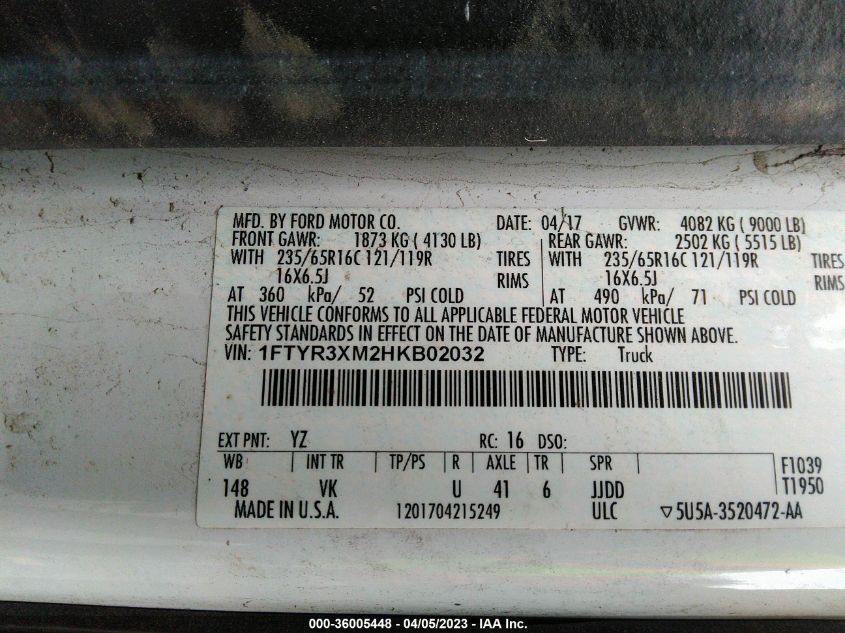 MFD. BY FORD MOTOR CO. DATE: 04/17 GVWR: 4082 KG ( 9000 LB)
FRONT GAWR: 1873 KG ( 4130 LB) REAR GAWR: 2502 KG ( 5515 LB)
WITH 235/65R16C 121/119R TIRES WITH 235/65R16C 121/119R TIRES
16X6.5J RIMS 16X6.5J RIMS
AT 360 kPa/ 52 PSI COLD AT 490 kPa/ 71 PSI COLD
THIS VEHICLE CONFORMS TO ALL APPLICABLE FEDERAL MOTOR VEHICLE
SAFETY STANDARDS IN EFFECT ON THE DATE OF MANUFACTURE SHOWN ABOVE.
VIN: 1FTYR3XM2HKB02032 TYPE: Truck
EXT PNT: YZ RC: 16 DSO:
WB INT TR TP/PS R AXLE TR SPR F1039
148 VK U 41 6 JJDD T1950
MADE IN U.S.A. 1201704215249 ULC ▽5U5A-3520472-AA
000-36005448 - 04/05/2023 - IAA Inc.